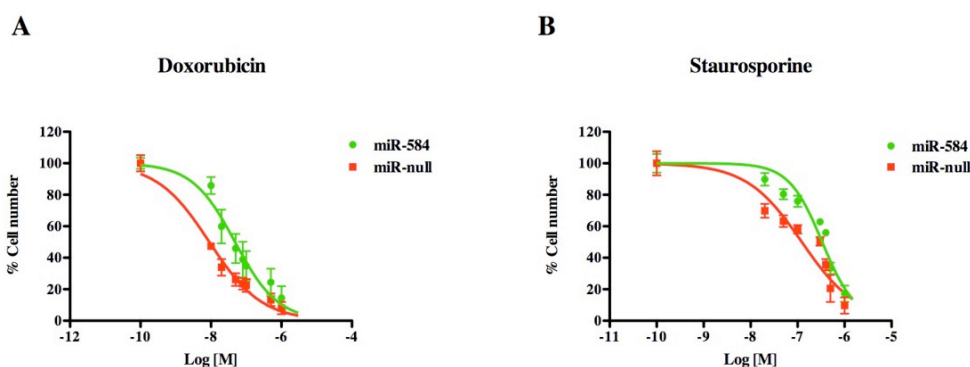 A
Doxorubicin
% Cell number
120
100
80
60
40
20
0
-12
-10
-8
-6
-4
Log [M]
miR-584
miR-null
B
Staurosporine
% Cell number
120
100
80
60
40
20
0
-11
-10
-9
-8
-7
-6
-5
Log [M]
miR-584
miR-null